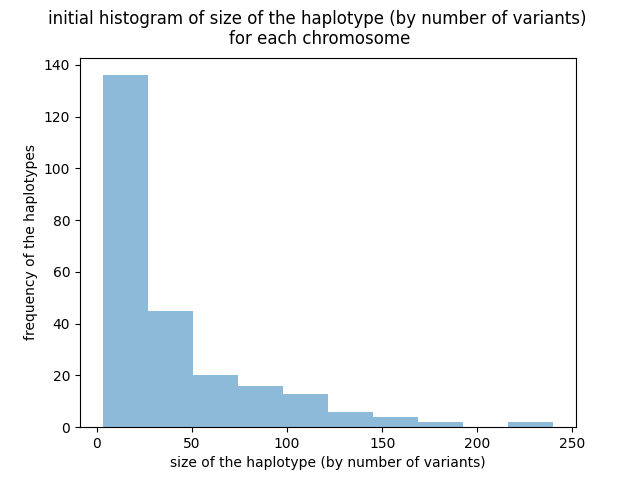 initial histogram of size of the haplotype (by number of variants)
for each chromosome
140
120
100
80
60
40
20
0
frequency of the haplotypes
0 50 100 150 200 250
size of the haplotype (by number of variants)